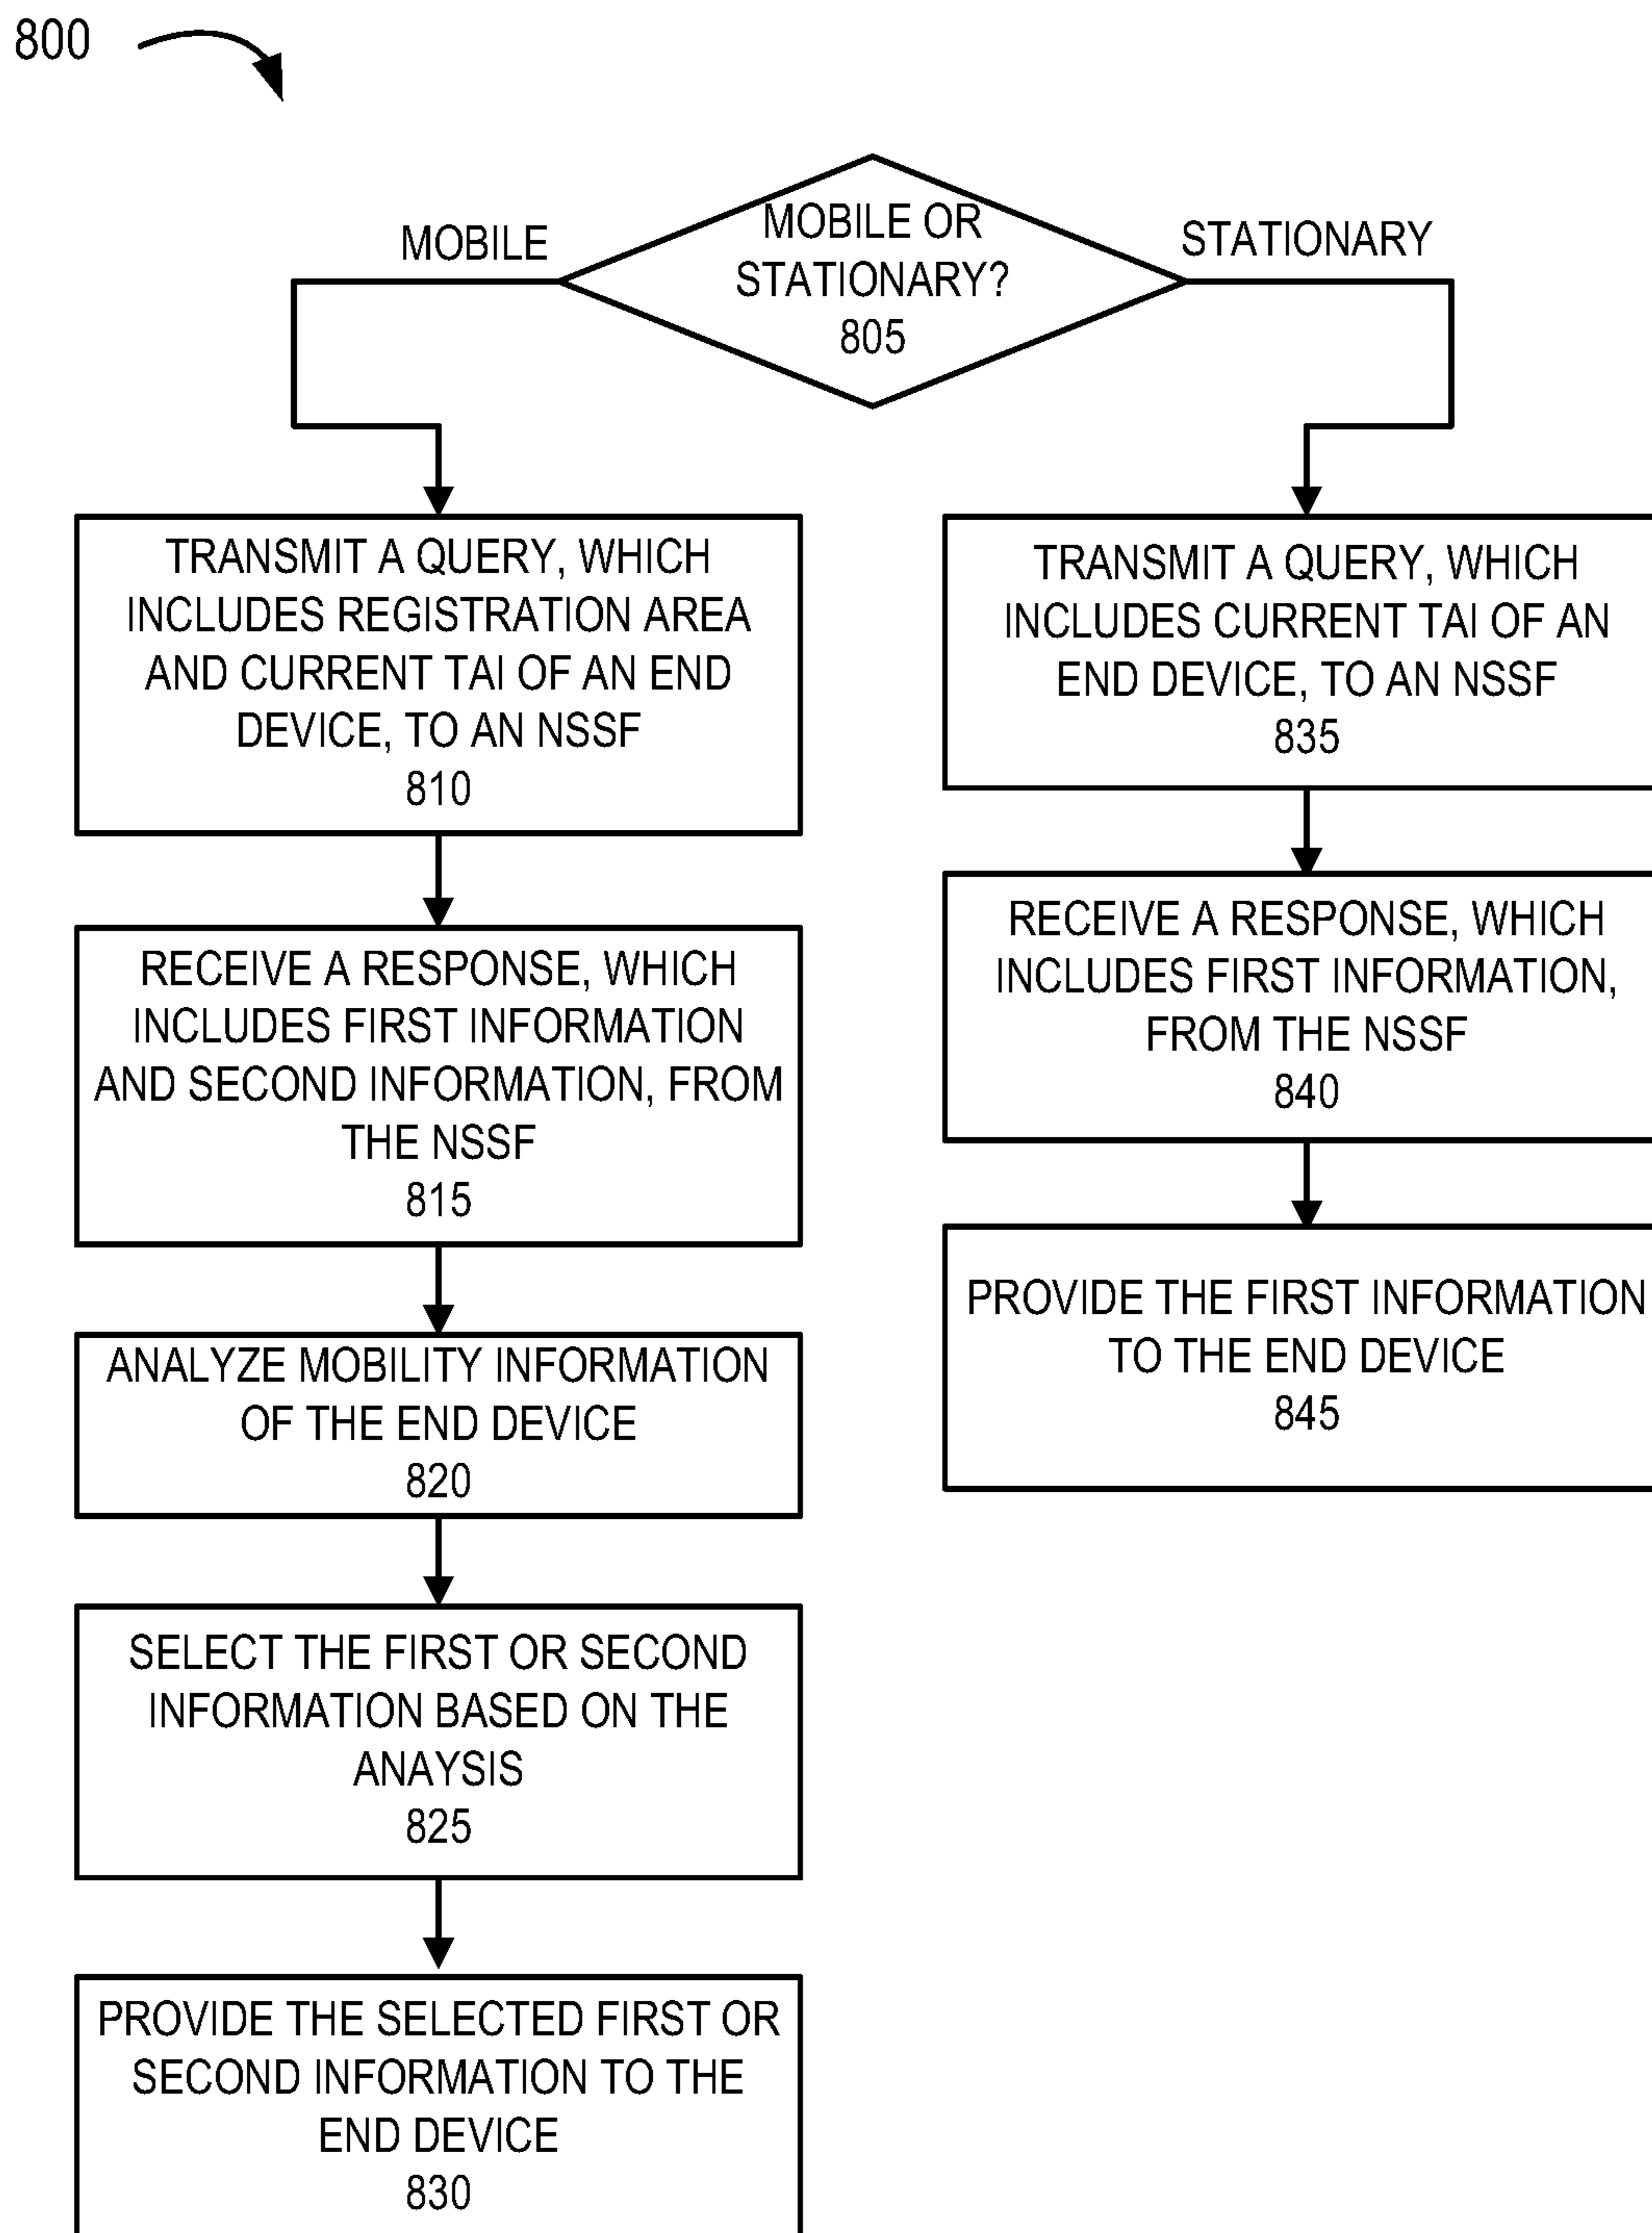 800
MOBILE
MOBILE OR
STATIONARY?
805
STATIONARY
TRANSMIT A QUERY, WHICH
INCLUDES REGISTRATION AREA
AND CURRENT TAI OF AN END
DEVICE, TO AN NSSF
810
RECEIVE A RESPONSE, WHICH
INCLUDES FIRST INFORMATION
AND SECOND INFORMATION, FROM
THE NSSF
815
ANALYZE MOBILITY INFORMATION
OF THE END DEVICE
820
SELECT THE FIRST OR SECOND
INFORMATION BASED ON THE
ANAYSIS
825
PROVIDE THE SELECTED FIRST OR
SECOND INFORMATION TO THE
END DEVICE
830
TRANSMIT A QUERY, WHICH
INCLUDES CURRENT TAI OF AN
END DEVICE, TO AN NSSF
835
RECEIVE A RESPONSE, WHICH
INCLUDES FIRST INFORMATION,
FROM THE NSSF
840
PROVIDE THE FIRST INFORMATION
TO THE END DEVICE
845